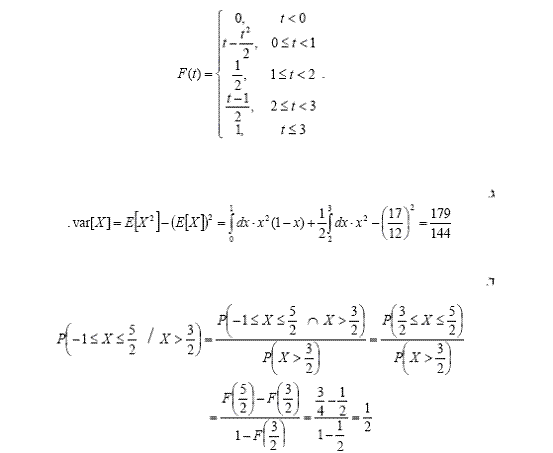 F(t) = { 0, t < 0
t - t²/2, 0 ≤ t < 1
1/2, 1 ≤ t < 2 .
(t-1)/2, 2 ≤ t < 3
1, t ≤ 3
.var[X] = E[X²] - (E[X])² = ∫₀¹ dx · x²(1-x) + 1/2 ∫₂³ dx · x² - (17/12)² = 179/144
P(-1 ≤ X ≤ 5/2 / X > 3/2) = P(-1 ≤ X ≤ 5/2 ∩ X > 3/2) / P(X > 3/2) = P(3/2 ≤ X ≤ 5/2) / P(X > 3/2)
= (F(5/2) - F(3/2)) / (1 - F(3/2)) = (3/4 - 1/2) / (1 - 1/2) = 1/2